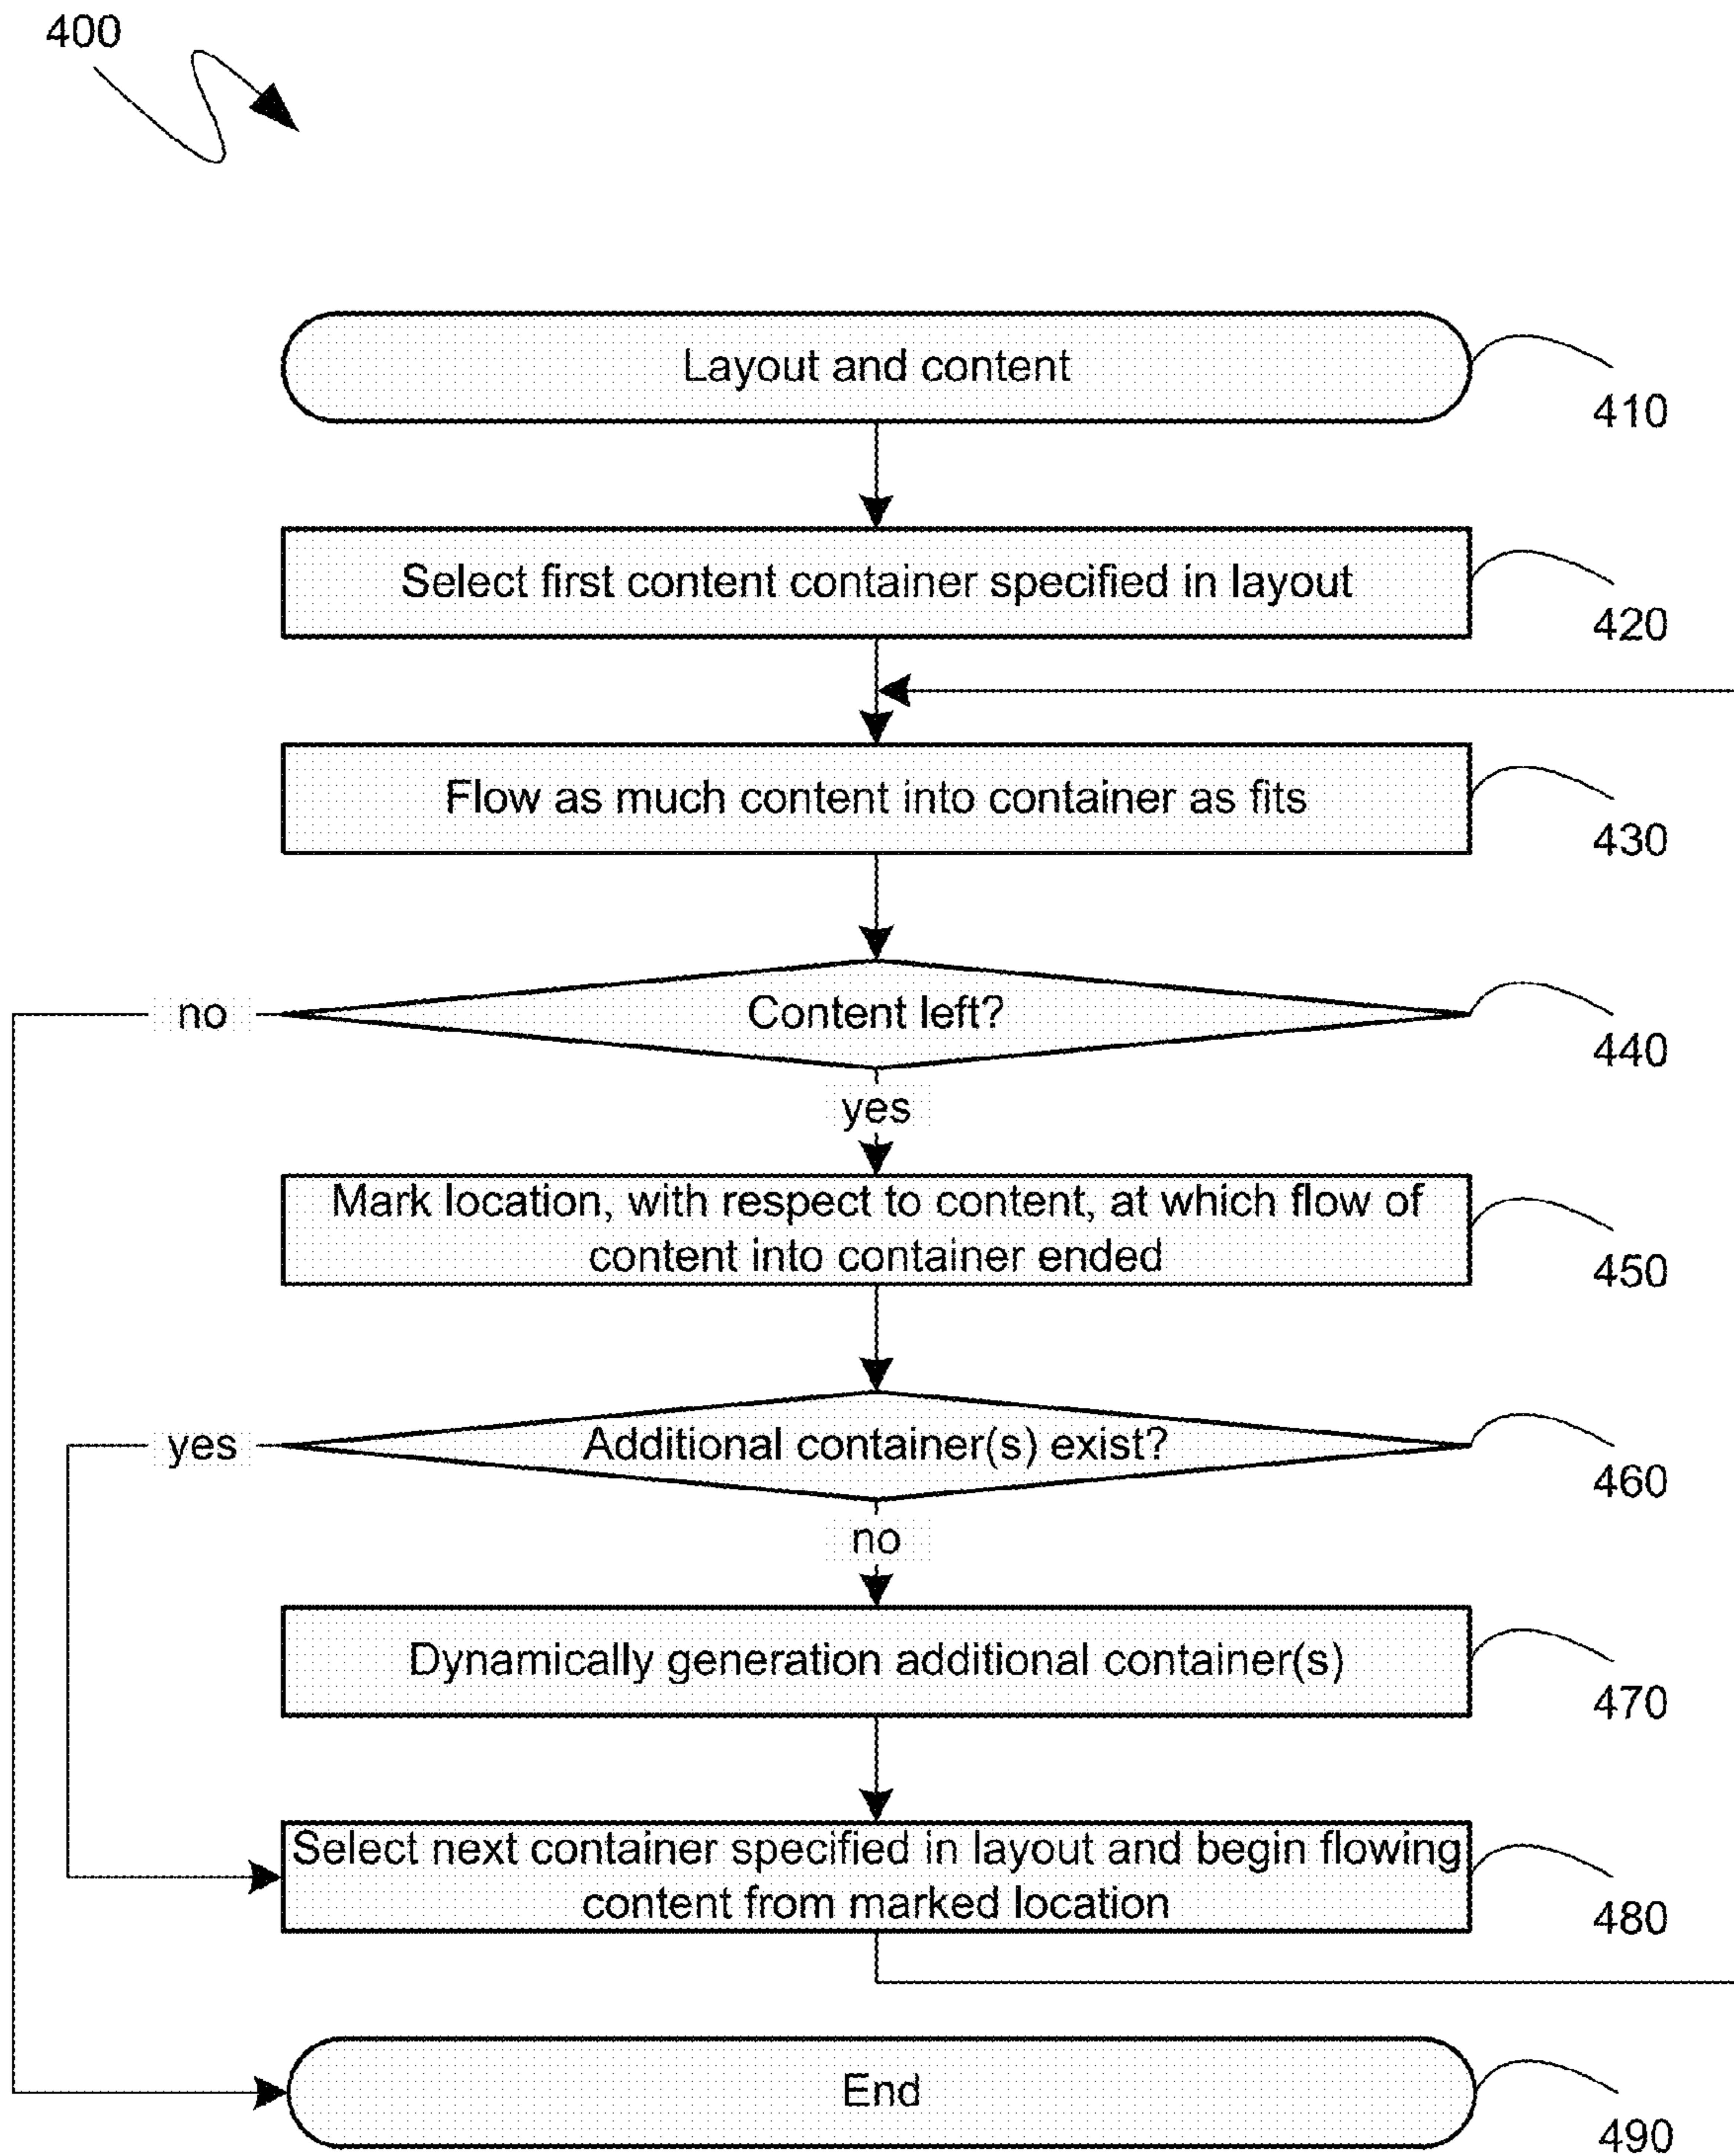 400
Layout and content
410
Select first content container specified in layout
420
Flow as much content into container as fits
430
Content left?
no
440
yes
Mark location, with respect to content, at which flow of
content into container ended
450
Additional container(s) exist?
yes
460
no
Dynamically generation additional container(s)
470
Select next container specified in layout and begin flowing
content from marked location
480
End
490